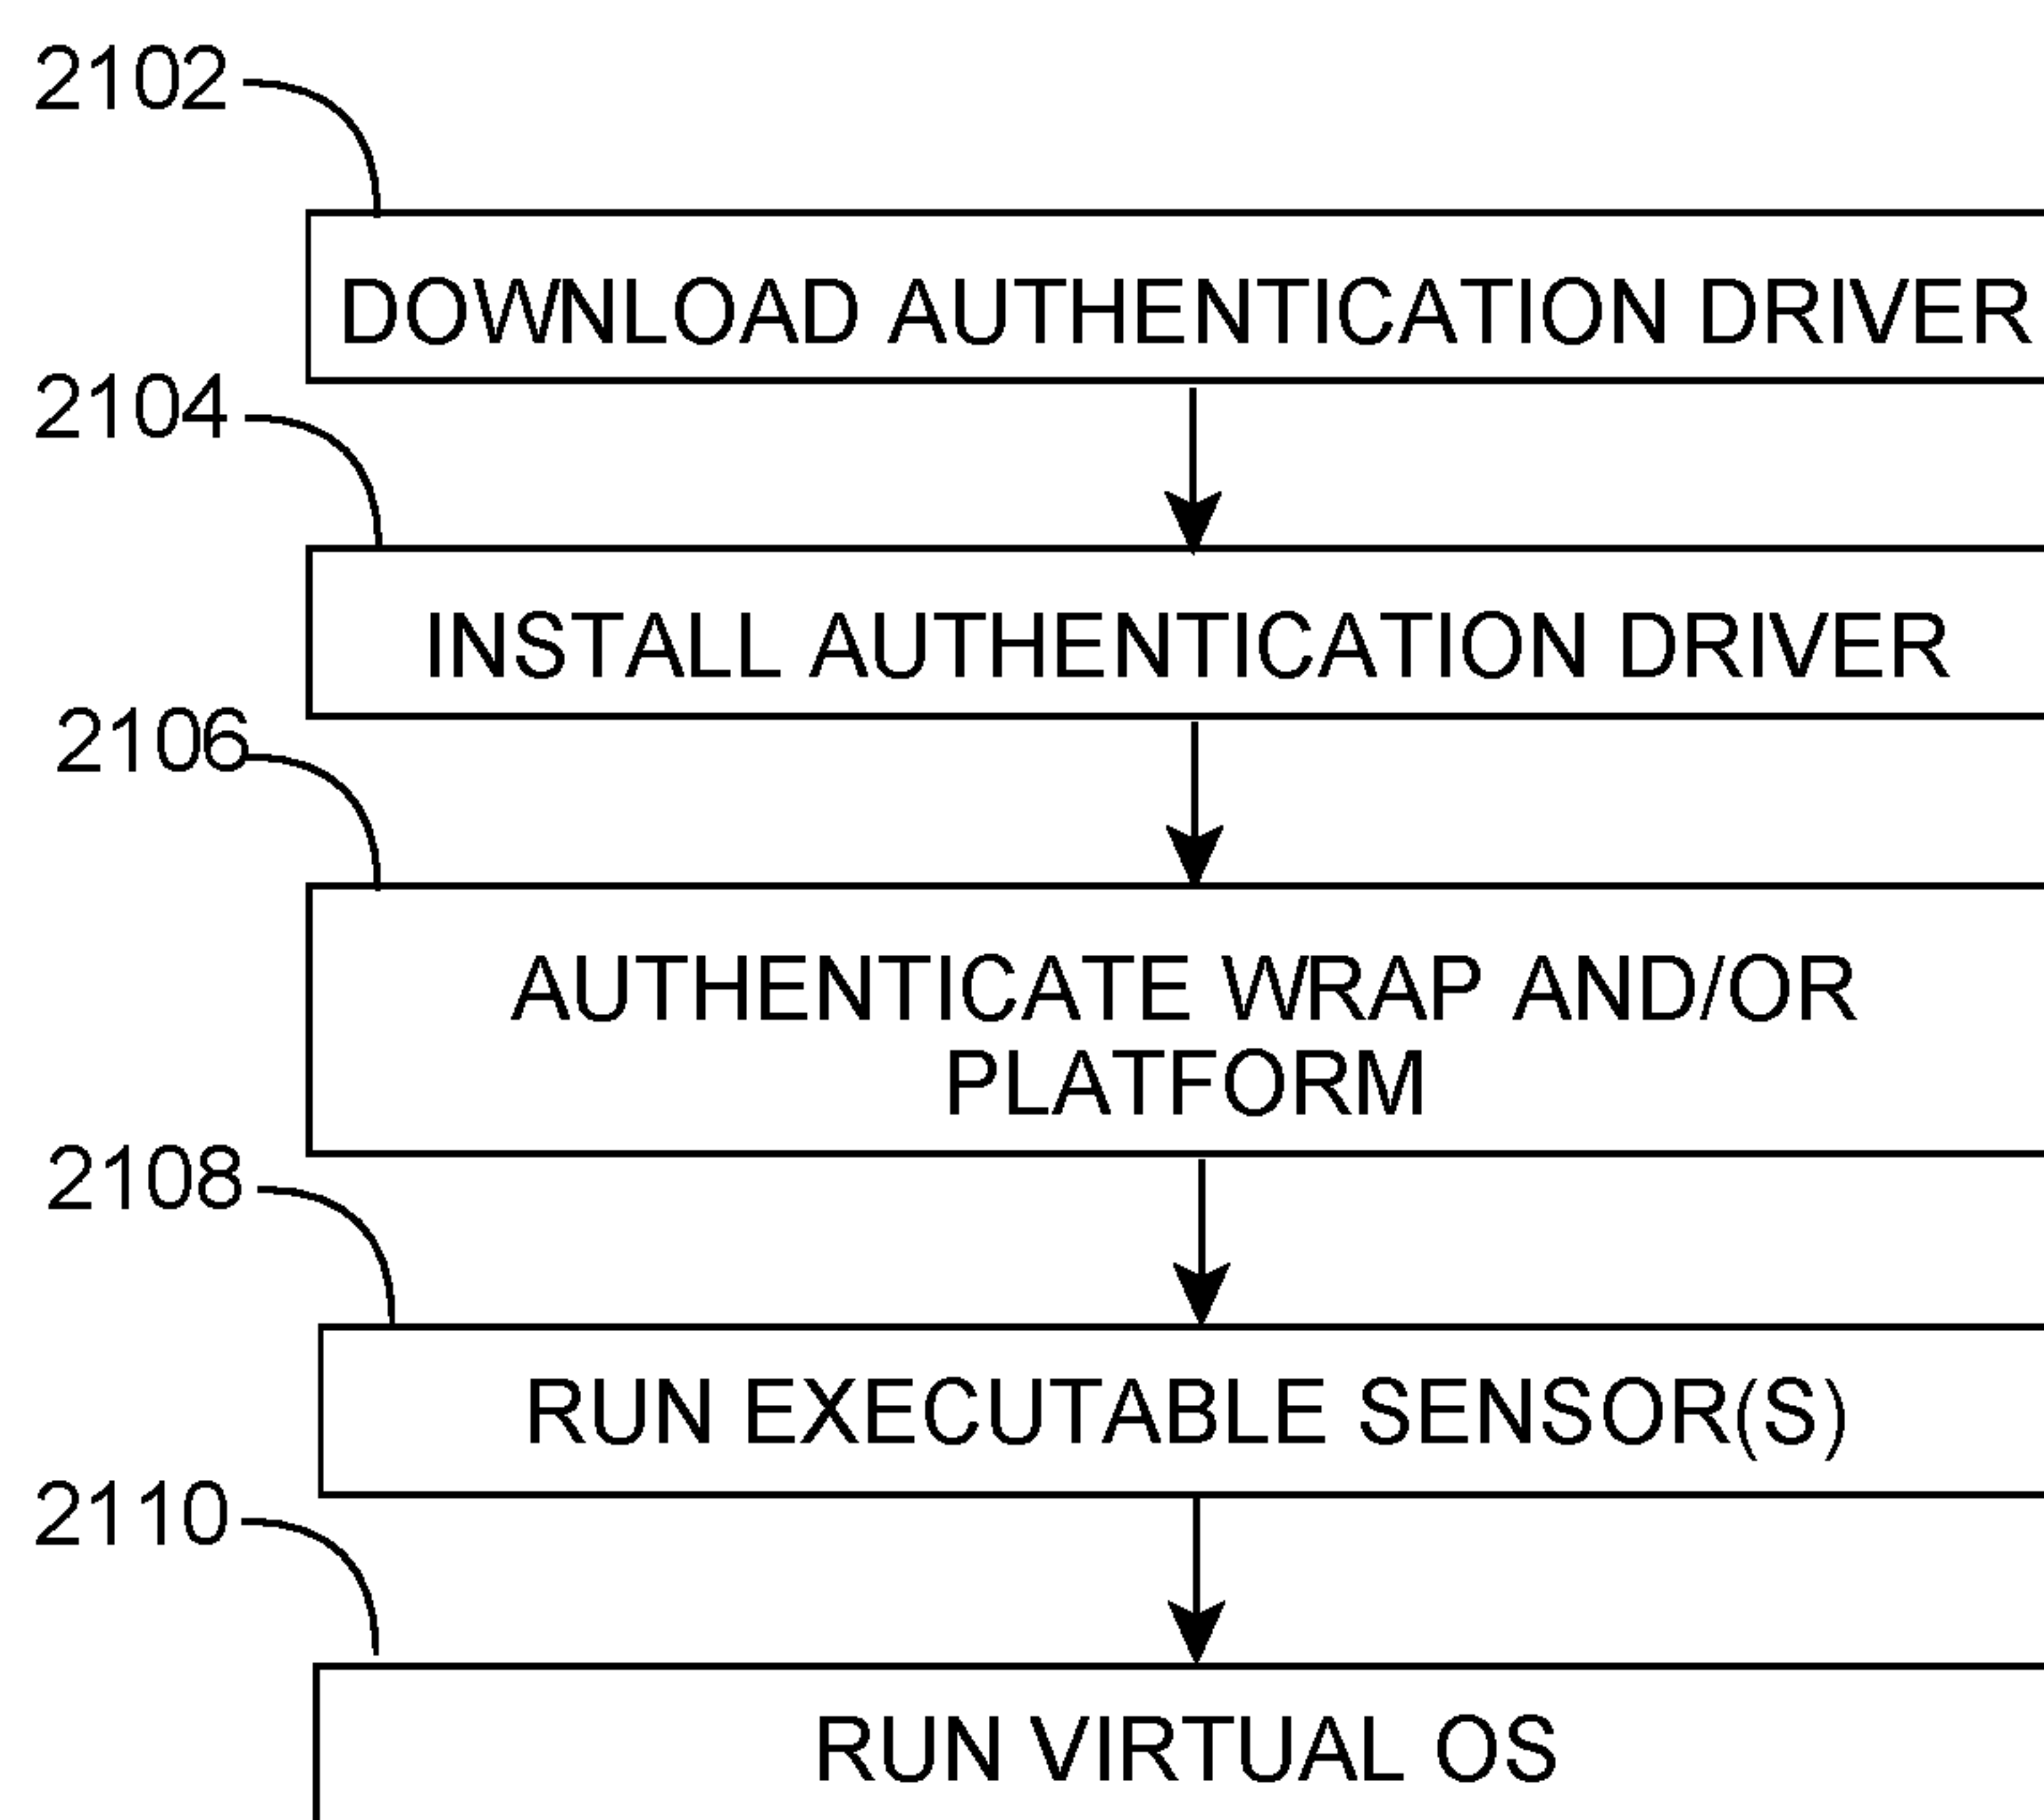 2102
DOWNLOAD AUTHENTICATION DRIVER
2104
INSTALL AUTHENTICATION DRIVER
2106
AUTHENTICATE WRAP AND/OR
PLATFORM
2108
RUN EXECUTABLE SENSOR(S)
2110
RUN VIRTUAL OS